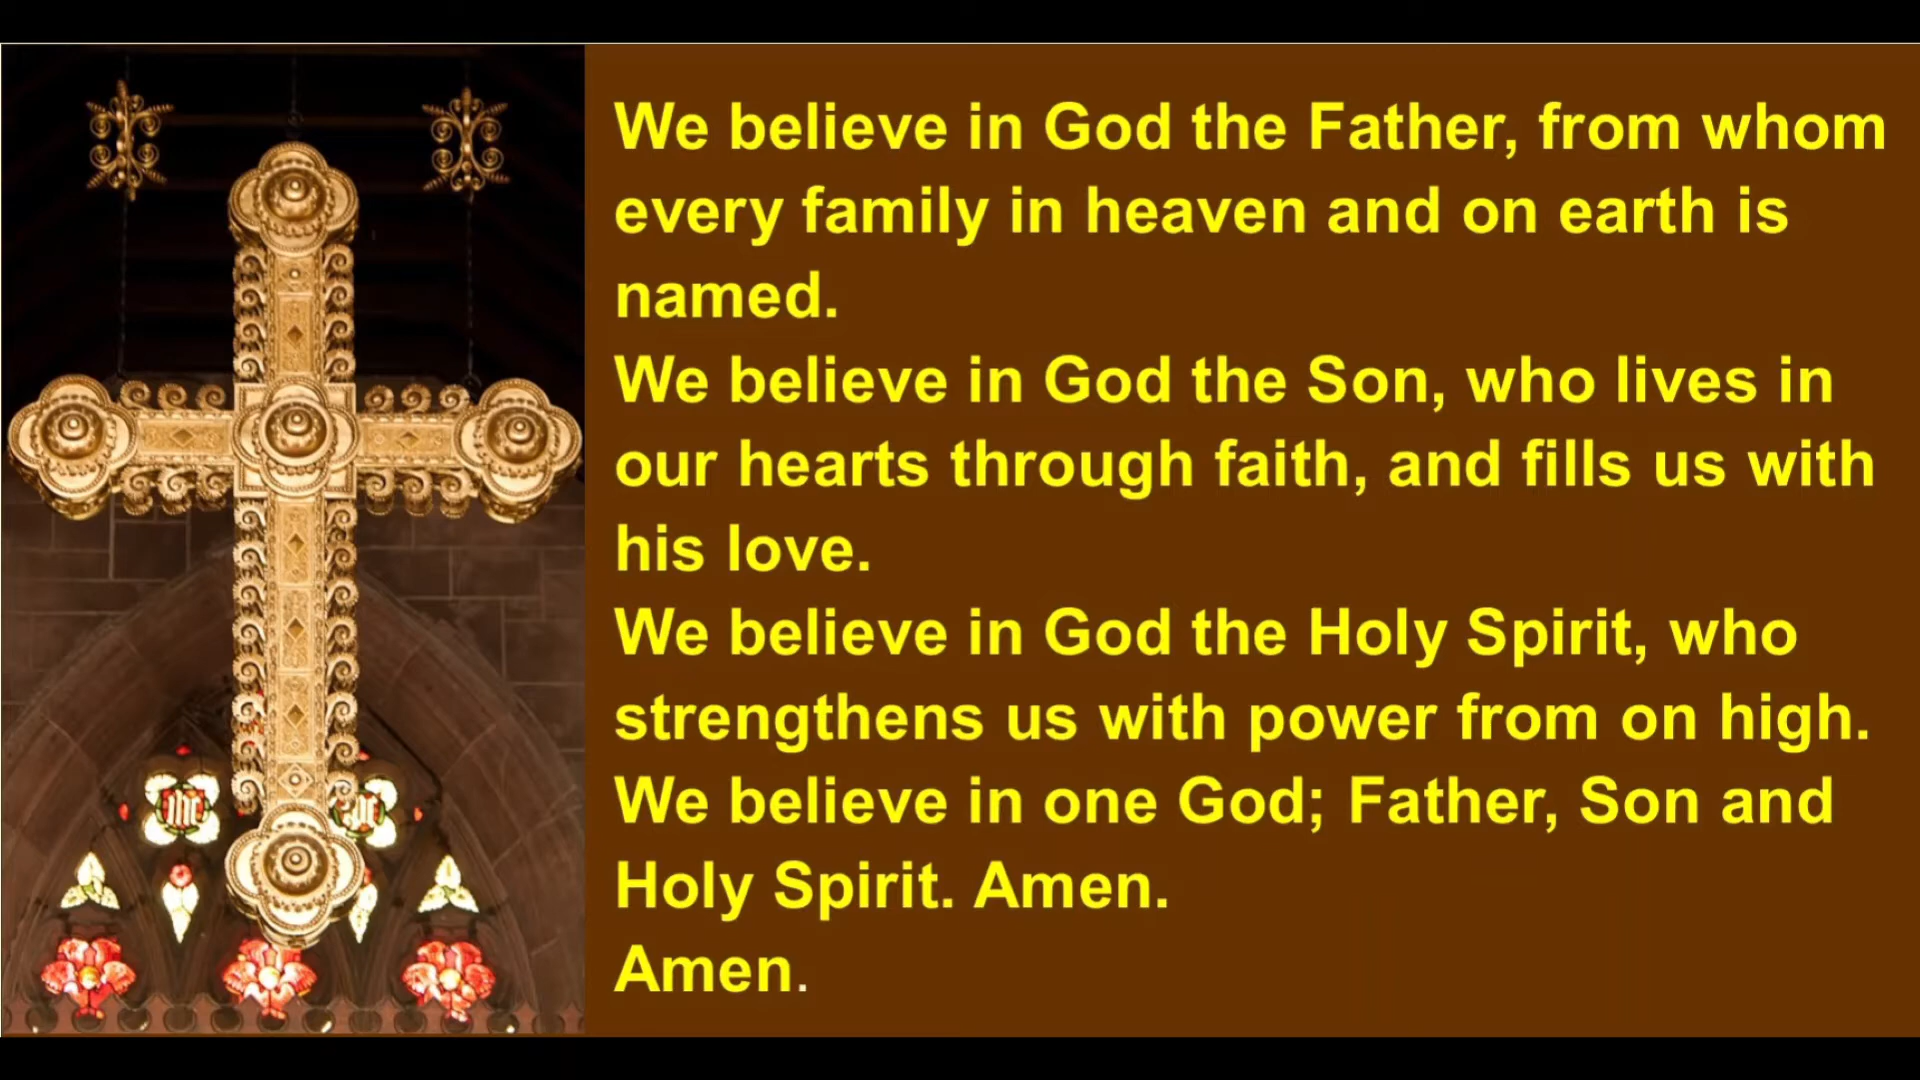 We believe in God the Father, from whom
every family in heaven and on earth is
named.
We believe in God the Son, who lives in
our hearts through faith, and fills us with
his love.
We believe in God the Holy Spirit, who
strengthens us with power from on high.
We believe in one God; Father, Son and
Holy Spirit. Amen.
Amen.